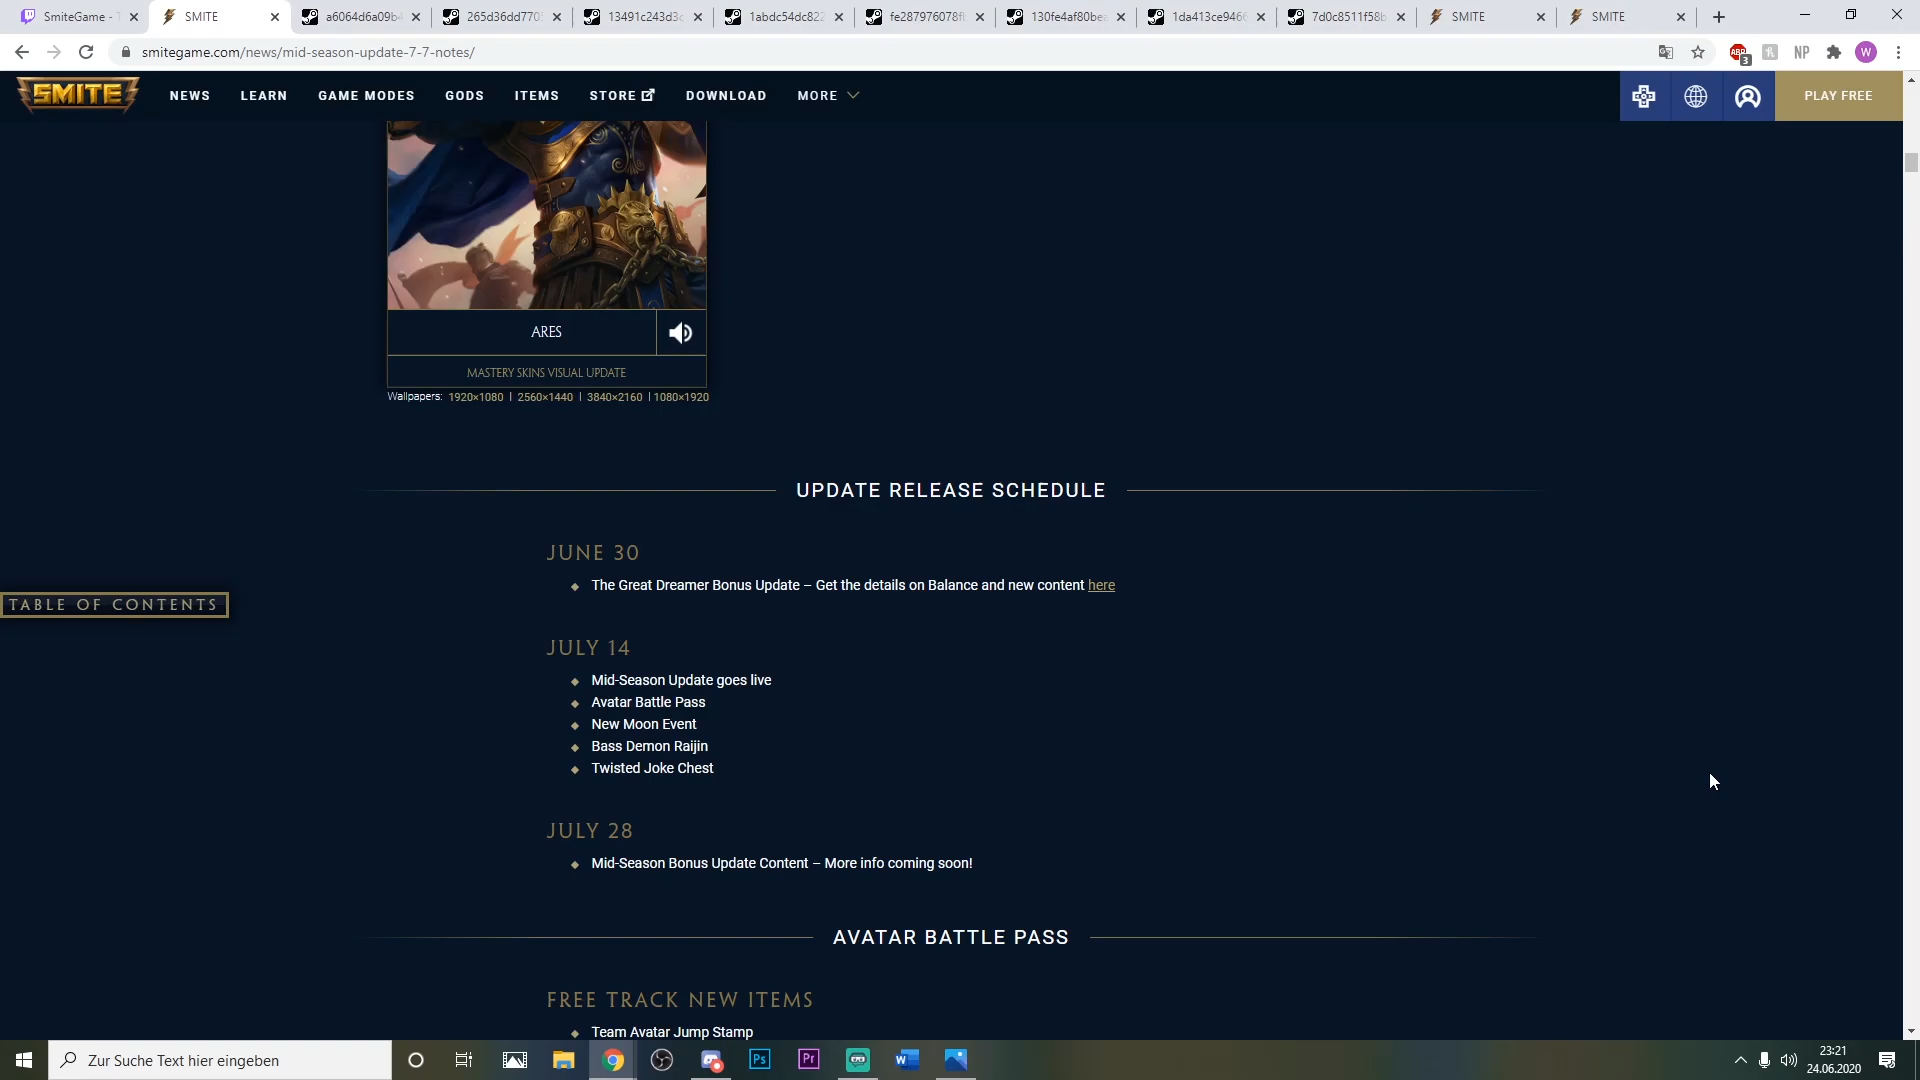 SmiteGame - T
SMITE
a6064d6a09b4
265d36dd770
13491c243d3c
1abdc54dc822
fe287976078f
130fe4af80bea
1da413ce946
7d0c8511f58b
SMITE
SMITE
smitegame.com/news/mid-season-update-7-7-notes/
ABP
3
NP
W
SMITE
NEWS
LEARN
GAME MODES
GODS
ITEMS
STORE
DOWNLOAD
MORE
PLAY FREE
ARES
MASTERY SKINS VISUAL UPDATE
Wallpapers: 1920×1080 | 2560×1440 | 3840×2160 | 1080×1920
UPDATE RELEASE SCHEDULE
JUNE 30
The Great Dreamer Bonus Update – Get the details on Balance and new content here
TABLE OF CONTENTS
JULY 14
Mid-Season Update goes live
Avatar Battle Pass
New Moon Event
Bass Demon Raijin
Twisted Joke Chest
JULY 28
Mid-Season Bonus Update Content – More info coming soon!
AVATAR BATTLE PASS
FREE TRACK NEW ITEMS
Team Avatar Jump Stamp
Zur Suche Text hier eingeben
Ps
Pr
W
23:21
24.06.2020